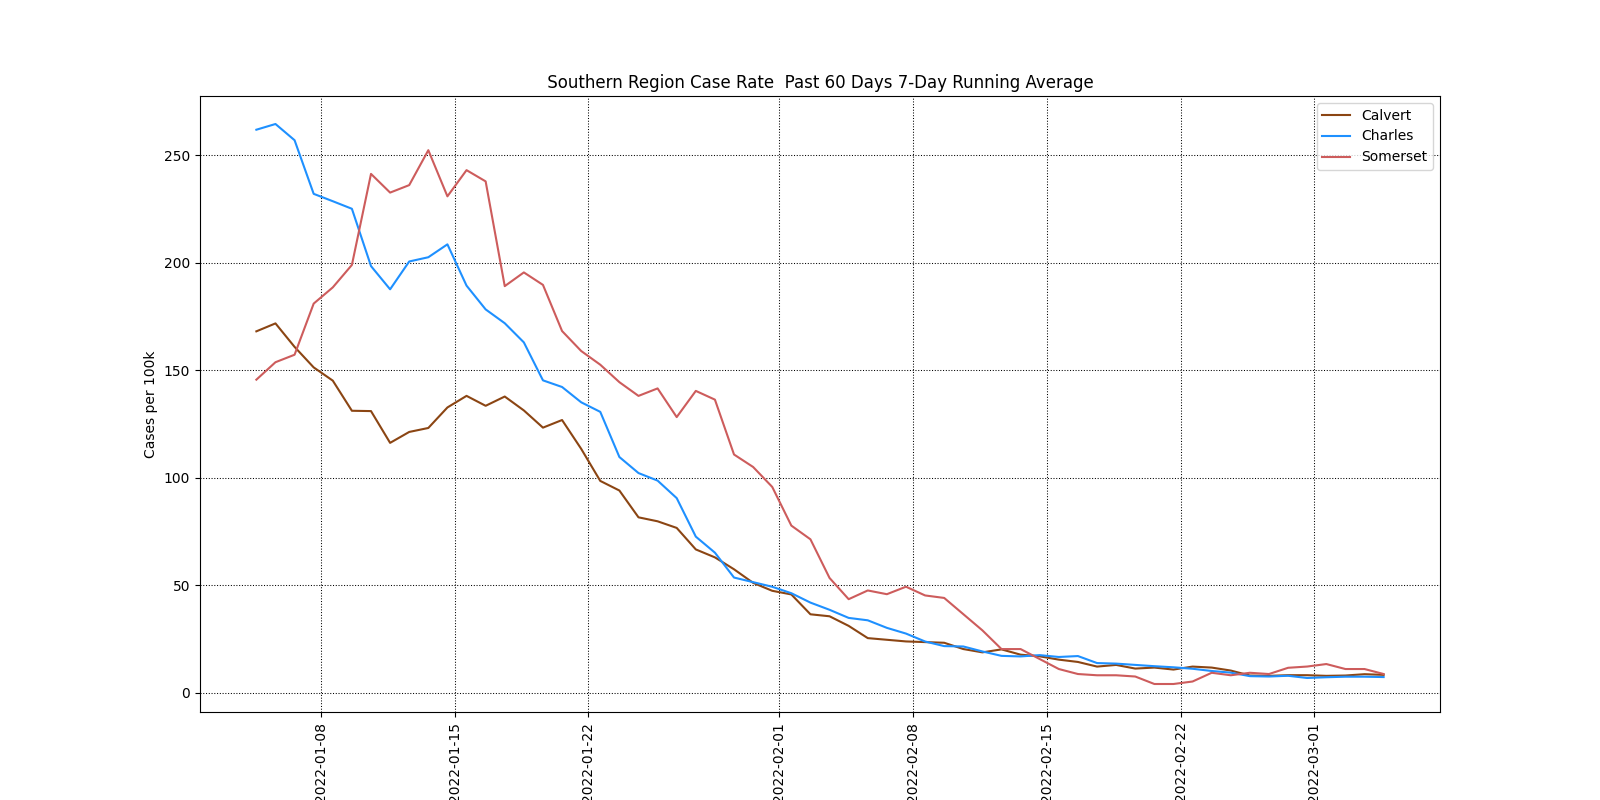 Southern Region Case Rate  Past 60 Days 7-Day Running Average
Calvert
Charles
Somerset
Cases per 100k
250
200
150
100
50
0
2022-01-08
2022-01-15
2022-01-22
2022-02-01
2022-02-08
2022-02-15
2022-02-22
2022-03-01